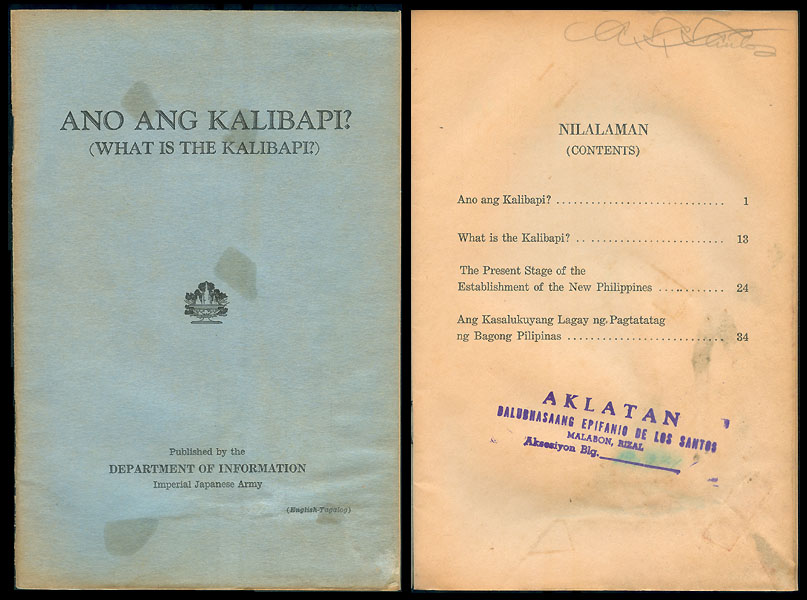 ANO ANG KALIBAPI?
(WHAT IS THE KALIBAPI?)
Published by the
DEPARTMENT OF INFORMATION
Imperial Japanese Army
(English-Tagalog)
NILALAMAN
(CONTENTS)
Ano ang Kalibapi? ............................ 1
What is the Kalibapi? ......................... 13
The Present Stage of the
Establishment of the New Philippines ............ 24
Ang Kasalukuyang Lagay ng Pagtatatag
ng Bagong Pilipinas ........................... 34
AKLATAN
DALUBHASAANG EPIFANIO DE LOS SANTOS
MALABON, RIZAL
Aksesiyon Blg.